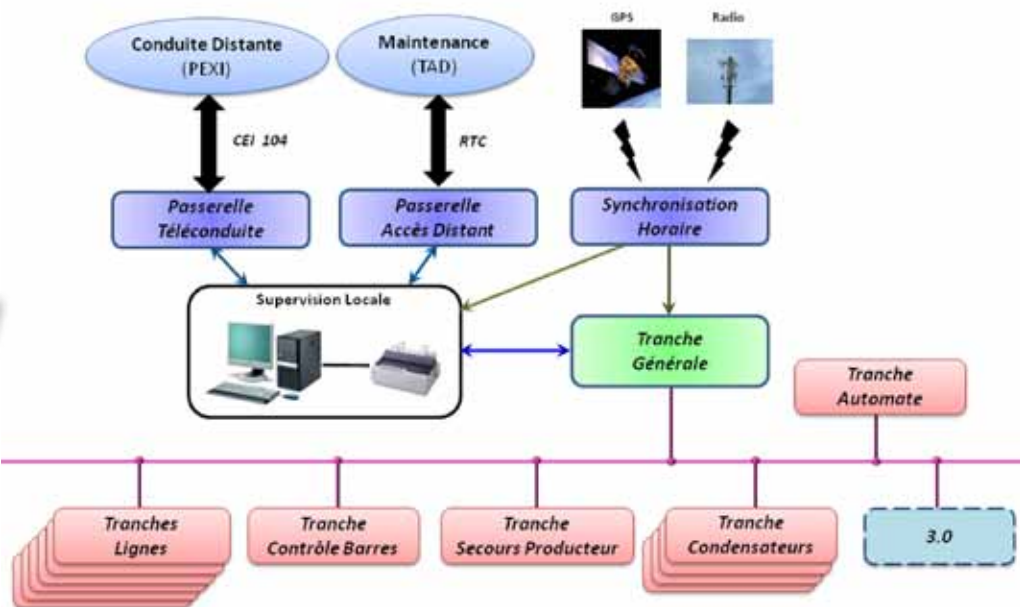 GPS
Radio
Conduite Distante
(PEXI)
Maintenance
(TAD)
CEI 104
RTC
Passerelle
Téléconduite
Passerelle
Accès Distant
Synchronisation
Horaire
Supervision Locale
Tranche
Générale
Tranche
Automate
Tranches
Lignes
Tranche
Contrôle Barres
Tranche
Secours Producteur
Tranche
Condensateurs
3.0